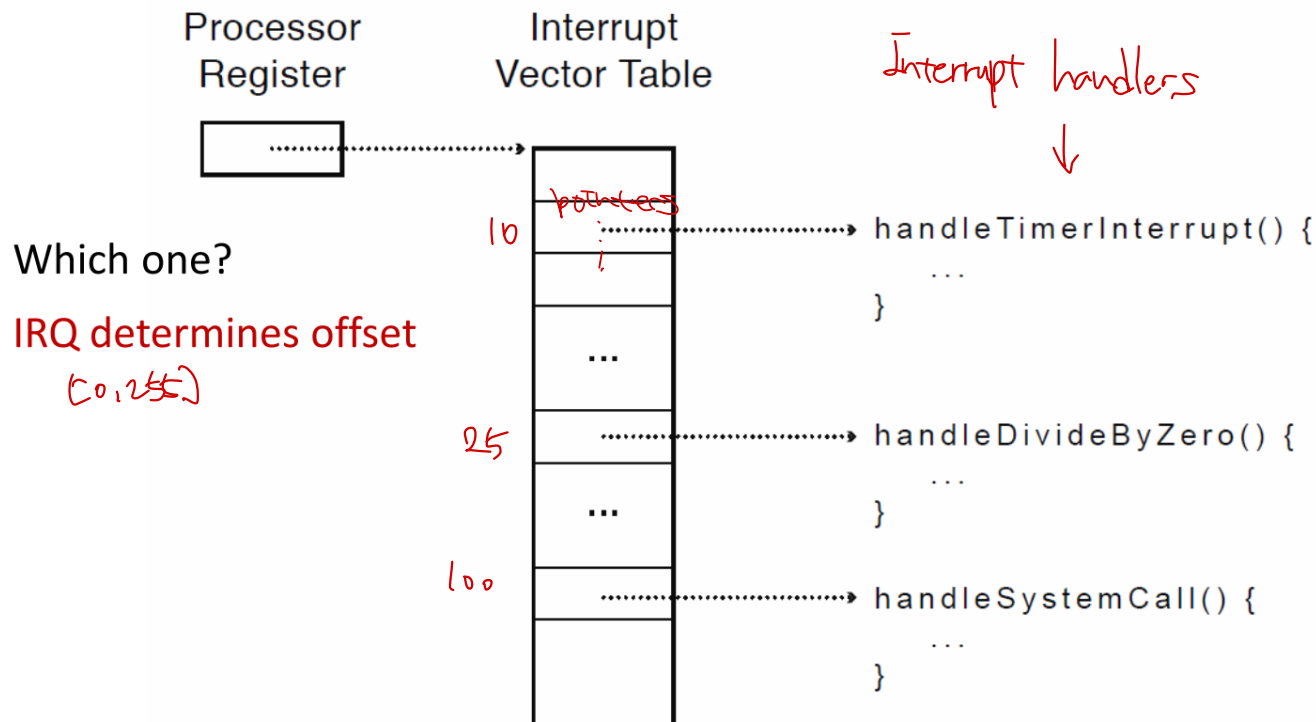 Processor
Register
Interrupt
Vector Table
Interrupt handlers
↓
pointers
10
handleTimerInterrupt() {
...
}
Which one?
IRQ determines offset
[0,255]
...
25
handleDivideByZero() {
...
}
...
100
handleSystemCall() {
...
}